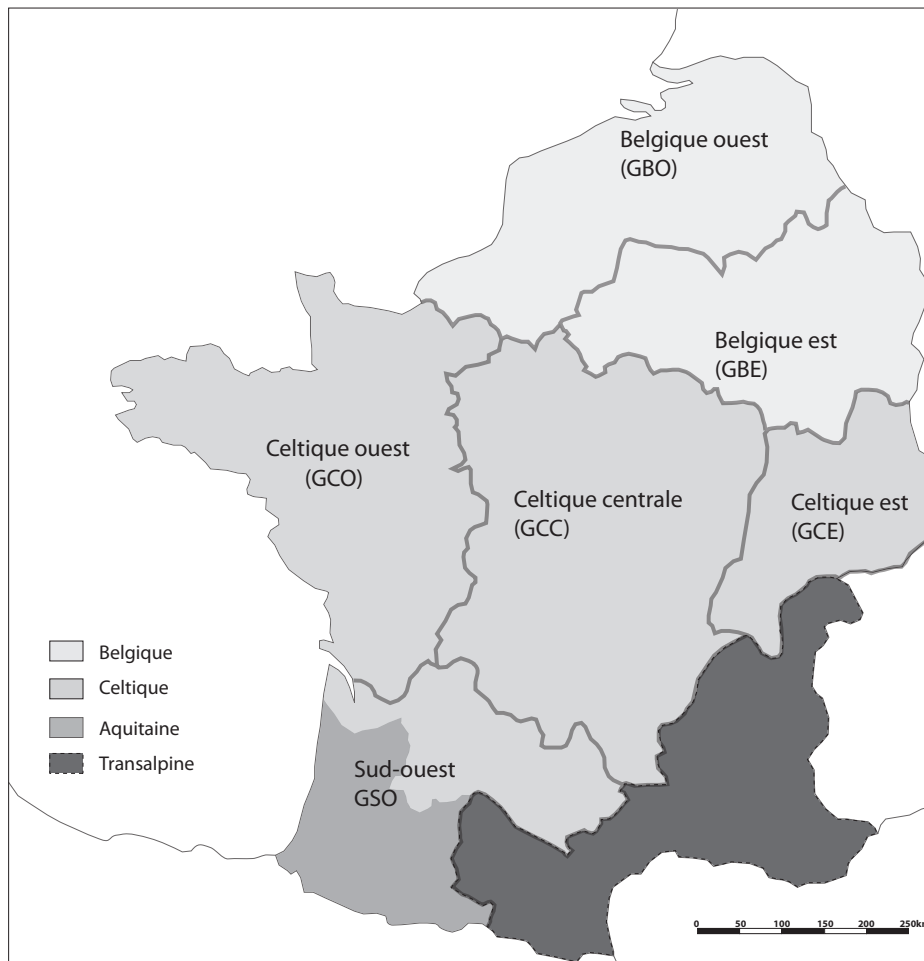 Belgique ouest
(GBO)
Belgique est
(GBE)
Celtique ouest
(GCO)
Celtique centrale
(GCC)
Celtique est
(GCE)
Sud-ouest
GSO
Belgique
Celtique
Aquitaine
Transalpine
0 50 100 150 200 250km